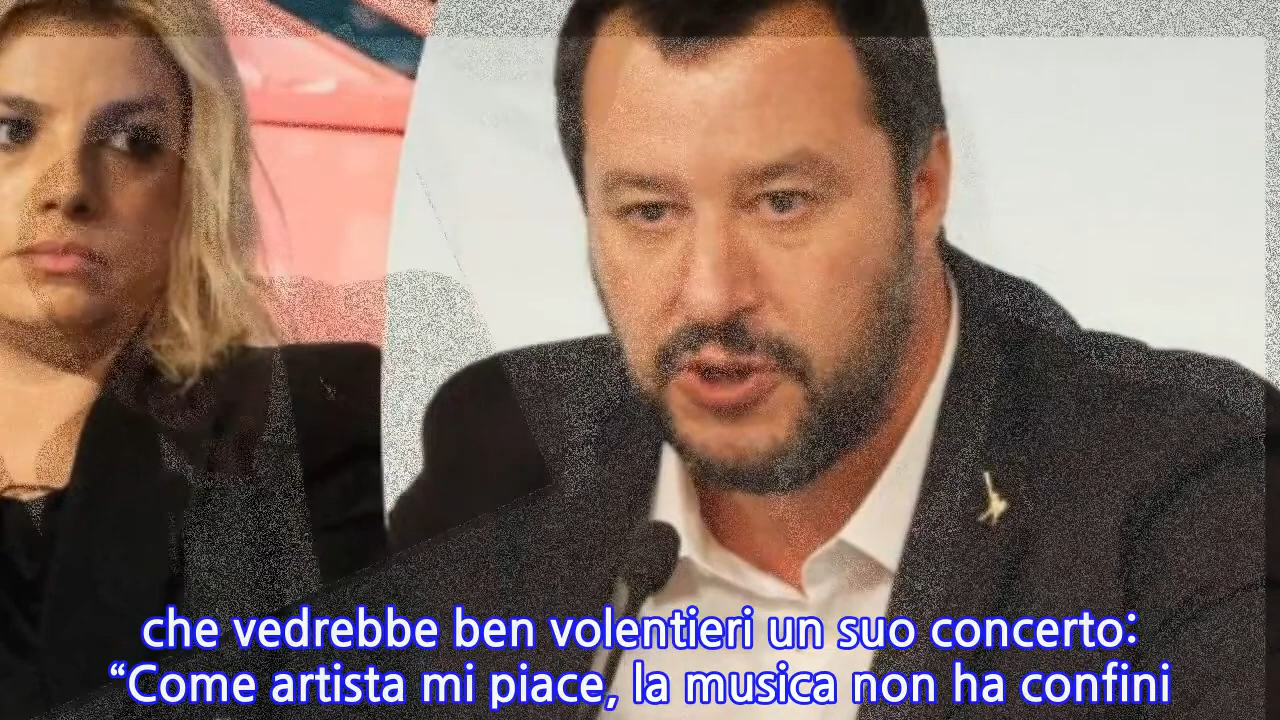 che vedrebbe ben volentieri un suo concerto:
“Come artista mi piace, la musica non ha confini